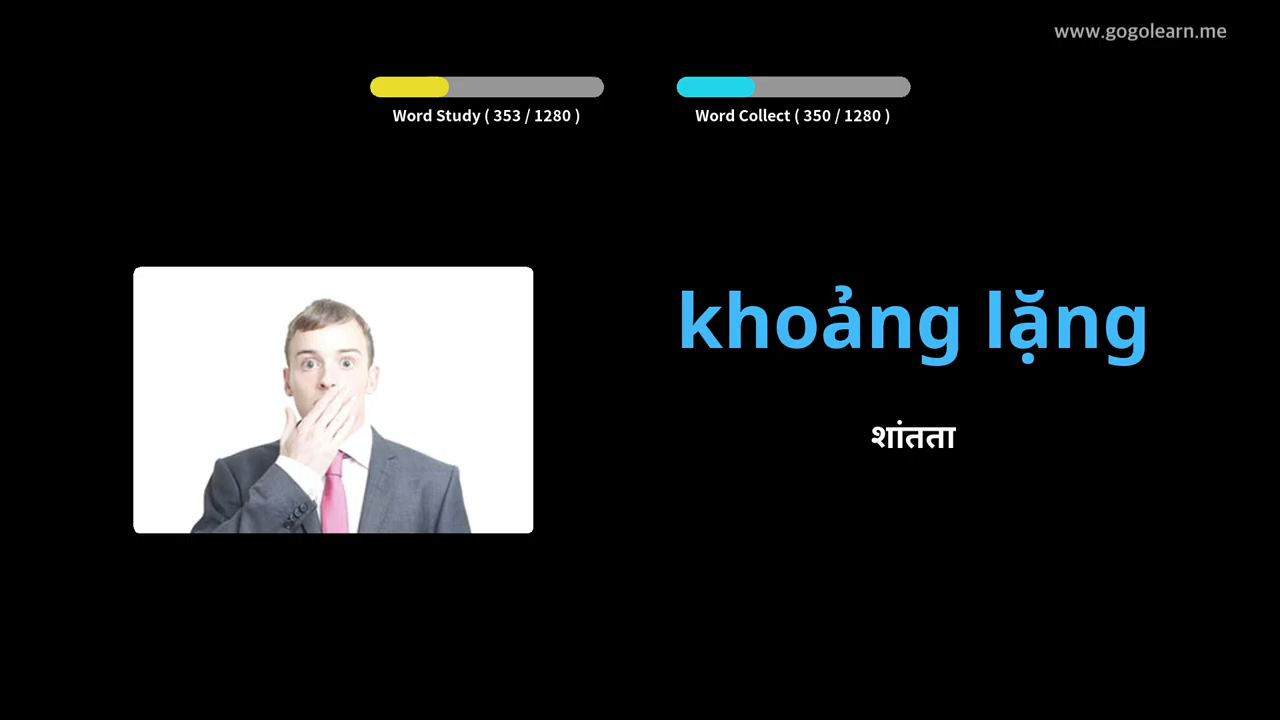 www.gogolearn.me
Word Study ( 353 / 1280 )
Word Collect ( 350 / 1280 )
khoảng lặng
शांतता